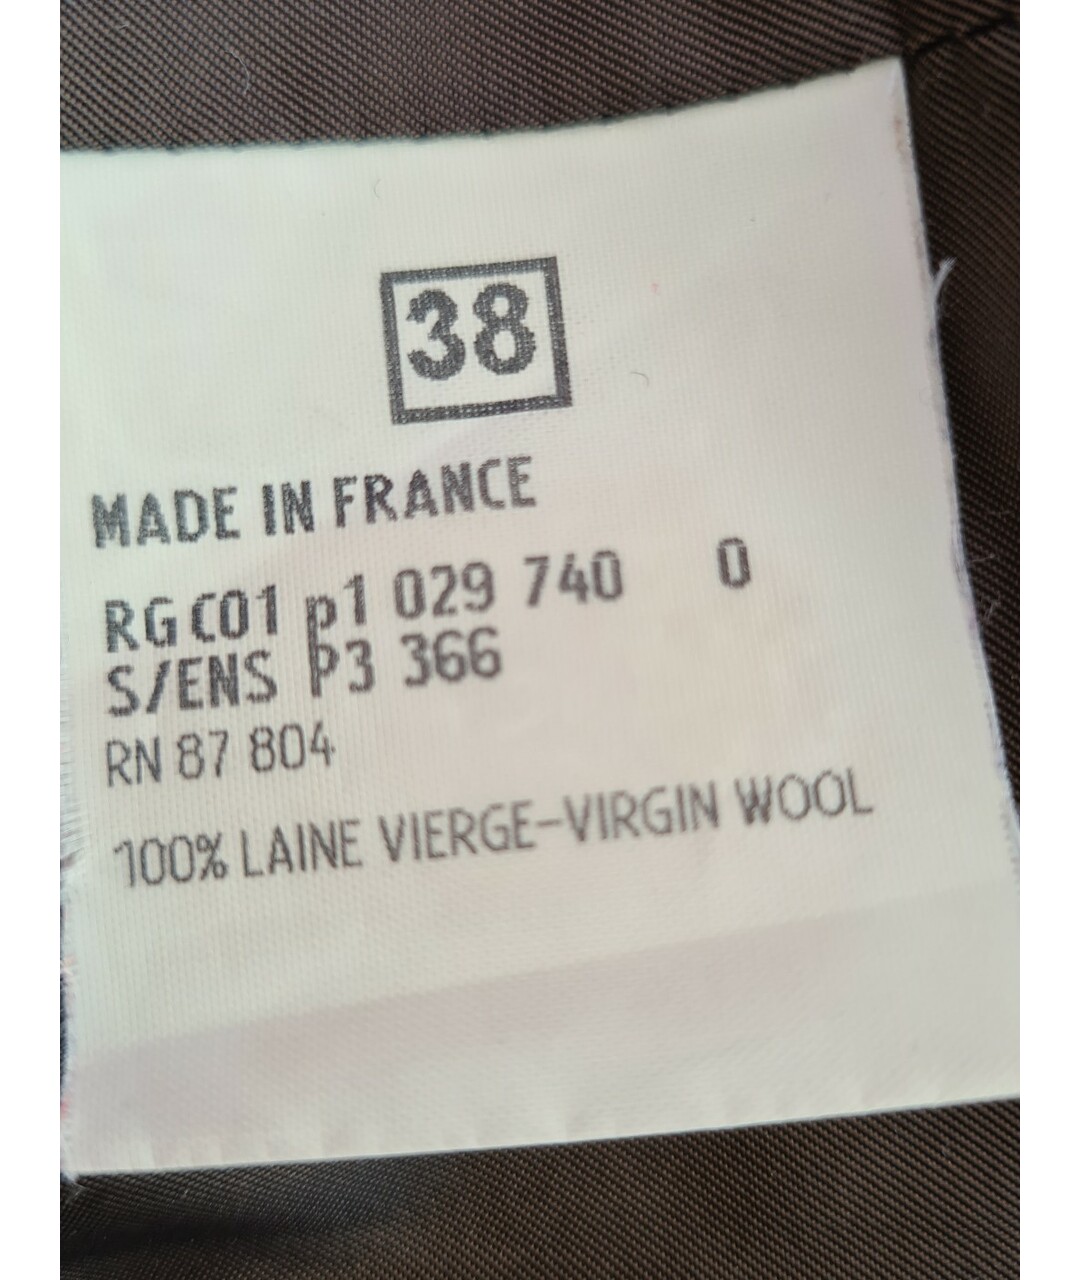 38
MADE IN FRANCE
RG C01 p1 029 740 0
S/ENS P3 366
RN 87 804
100% LAINE VIERGE-VIRGIN WOOL